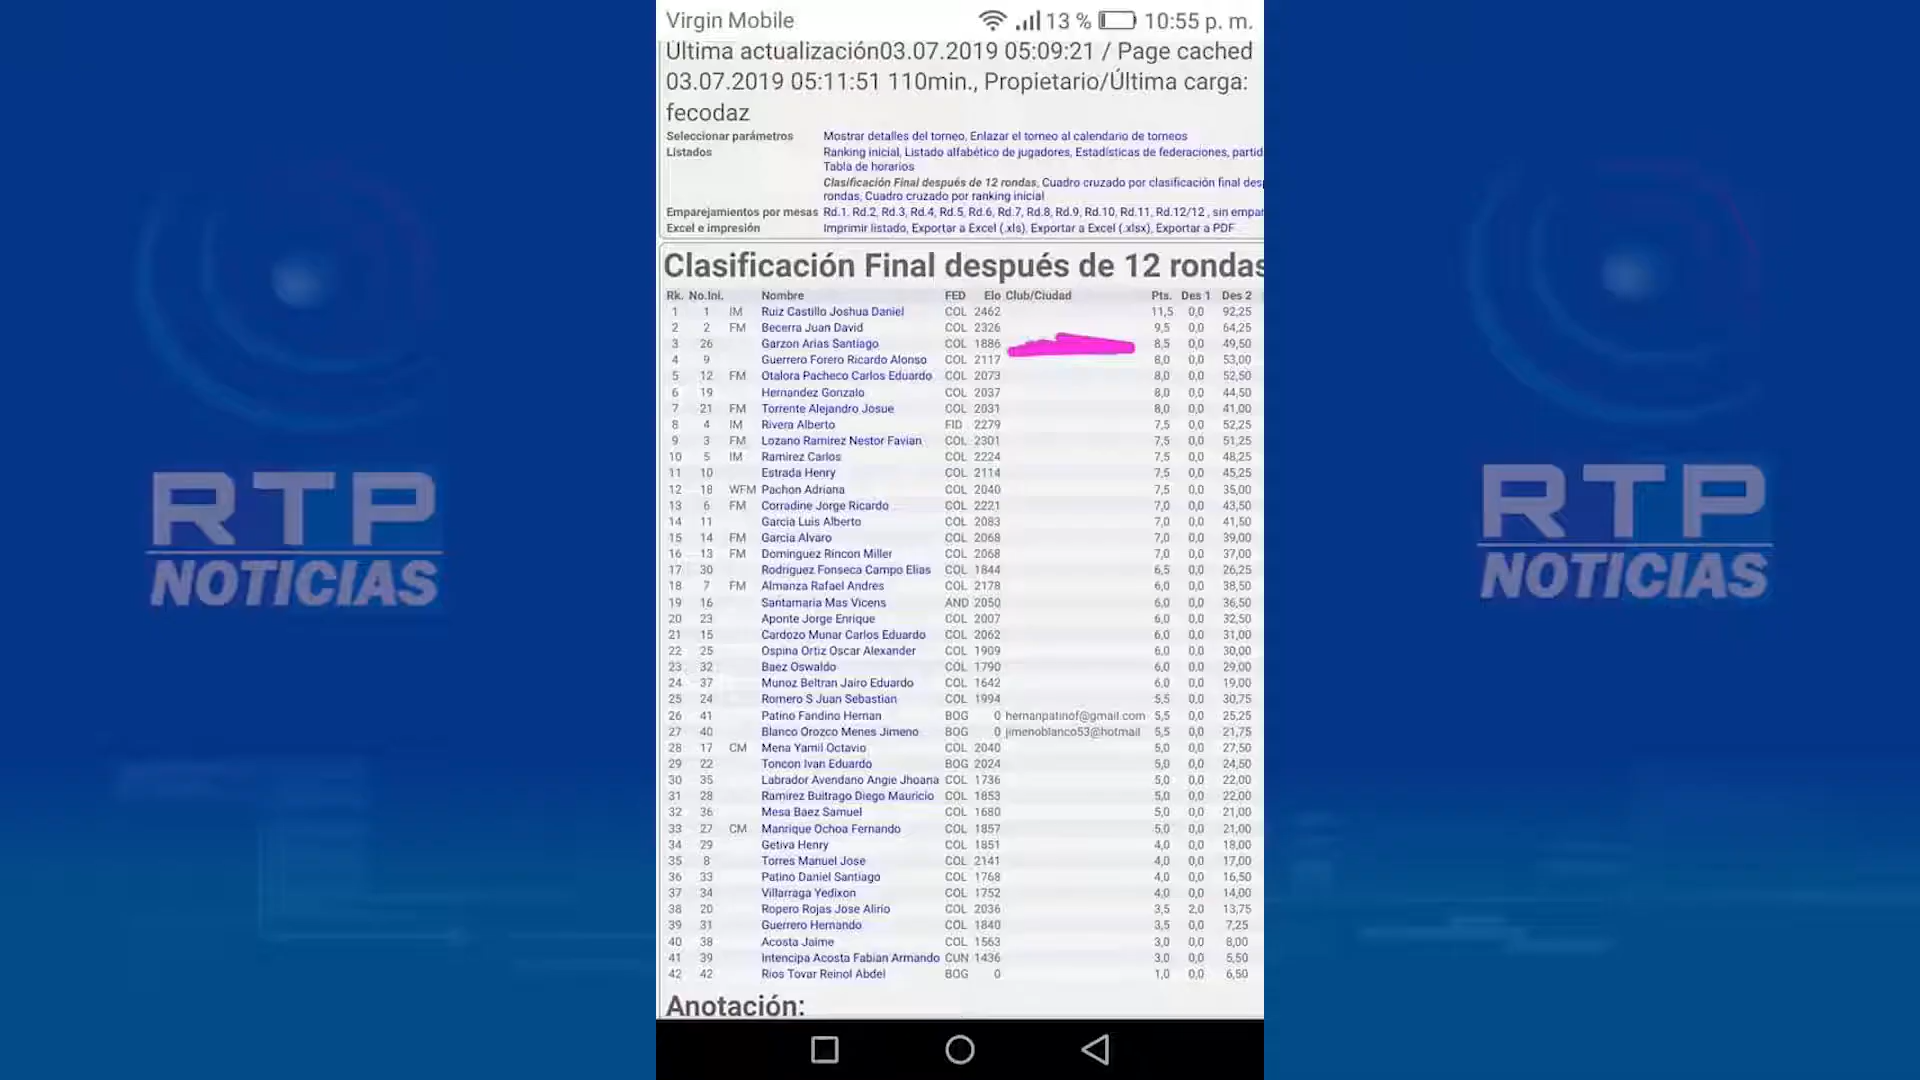 Virgin Mobile 13 % 10:55 p. m.
Última actualización03.07.2019 05:09:21 / Page cached
03.07.2019 05:11:51 110min., Propietario/Última carga:
fecodaz
Seleccionar parámetros Mostrar detalles del torneo, Enlazar el torneo al calendario de torneos
Listados Ranking inicial, Listado alfabético de jugadores, Estadísticas de federaciones, partid
Tabla de horarios
Clasificación Final después de 12 rondas, Cuadro cruzado por clasificación final desp
rondas, Cuadro cruzado por ranking inicial
Emparejamientos por mesas Rd.1, Rd.2, Rd.3, Rd.4, Rd.5, Rd.6, Rd.7, Rd.8, Rd.9, Rd.10, Rd.11, Rd.12/12 , sin empar
Excel e impresión Imprimir listado, Exportar a Excel (.xls), Exportar a Excel (.xlsx), Exportar a PDF
Clasificación Final después de 12 rondas
Rk. No.Ini. Nombre FED Elo Club/Ciudad Pts. Des 1 Des 2
1 1 IM Ruiz Castillo Joshua Daniel COL 2462 11,5 0,0 92,25
2 2 FM Becerra Juan David COL 2326 9,5 0,0 64,25
3 26 Garzon Arias Santiago COL 1886 8,5 0,0 49,50
4 9 Guerrero Forero Ricardo Alonso COL 2117 8,0 0,0 53,00
5 12 FM Otalora Pacheco Carlos Eduardo COL 2073 8,0 0,0 52,50
6 19 Hernandez Gonzalo COL 2037 8,0 0,0 44,50
7 21 FM Torrente Alejandro Josue COL 2031 8,0 0,0 41,00
8 4 IM Rivera Alberto FID 2279 7,5 0,0 52,25
9 3 FM Lozano Ramirez Nestor Favian COL 2301 7,5 0,0 51,25
10 5 IM Ramirez Carlos COL 2224 7,5 0,0 48,25
11 10 Estrada Henry COL 2114 7,5 0,0 45,25
12 18 WFM Pachon Adriana COL 2040 7,5 0,0 35,00
13 6 FM Corradine Jorge Ricardo COL 2221 7,0 0,0 43,50
14 11 Garcia Luis Alberto COL 2083 7,0 0,0 41,50
15 14 FM Garcia Alvaro COL 2068 7,0 0,0 39,00
16 13 FM Dominguez Rincon Miller COL 2068 7,0 0,0 37,00
17 30 Rodriguez Fonseca Campo Elias COL 1844 6,5 0,0 26,25
18 7 FM Almanza Rafael Andres COL 2178 6,0 0,0 38,50
19 16 Santamaria Mas Vicens AND 2050 6,0 0,0 36,50
20 23 Aponte Jorge Enrique COL 2007 6,0 0,0 32,50
21 15 Cardozo Munar Carlos Eduardo COL 2062 6,0 0,0 31,00
22 25 Ospina Ortiz Oscar Alexander COL 1909 6,0 0,0 30,00
23 32 Baez Oswaldo COL 1790 6,0 0,0 29,00
24 37 Munoz Beltran Jairo Eduardo COL 1642 6,0 0,0 19,00
25 24 Romero S Juan Sebastian COL 1994 5,5 0,0 30,75
26 41 Patino Fandino Hernan BOG 0 hernanpatinof@gmail.com 5,5 0,0 25,25
27 40 Blanco Orozco Menes Jimeno BOG 0 jimenoblanco53@hotmail 5,5 0,0 21,75
28 17 CM Mena Yamil Octavio COL 2040 5,0 0,0 27,50
29 22 Toncon Ivan Eduardo BOG 2024 5,0 0,0 24,50
30 35 Labrador Avendano Angie Jhoana COL 1736 5,0 0,0 22,00
31 28 Ramirez Buitrago Diego Mauricio COL 1853 5,0 0,0 22,00
32 36 Mesa Baez Samuel COL 1680 5,0 0,0 21,00
33 27 CM Manrique Ochoa Fernando COL 1857 5,0 0,0 21,00
34 29 Getiva Henry COL 1851 4,0 0,0 18,00
35 8 Torres Manuel Jose COL 2141 4,0 0,0 17,00
36 33 Patino Daniel Santiago COL 1768 4,0 0,0 16,50
37 34 Villarraga Yedixon COL 1752 4,0 0,0 14,00
38 20 Ropero Rojas Jose Alirio COL 2036 3,5 2,0 13,75
39 31 Guerrero Hernando COL 1840 3,5 0,0 7,25
40 38 Acosta Jaime COL 1563 3,0 0,0 8,00
41 39 Intencipa Acosta Fabian Armando CUN 1436 3,0 0,0 5,50
42 42 Rios Tovar Reinol Abdel BOG 0 1,0 0,0 6,50
Anotación:
RTP
NOTICIAS
RTP
NOTICIAS